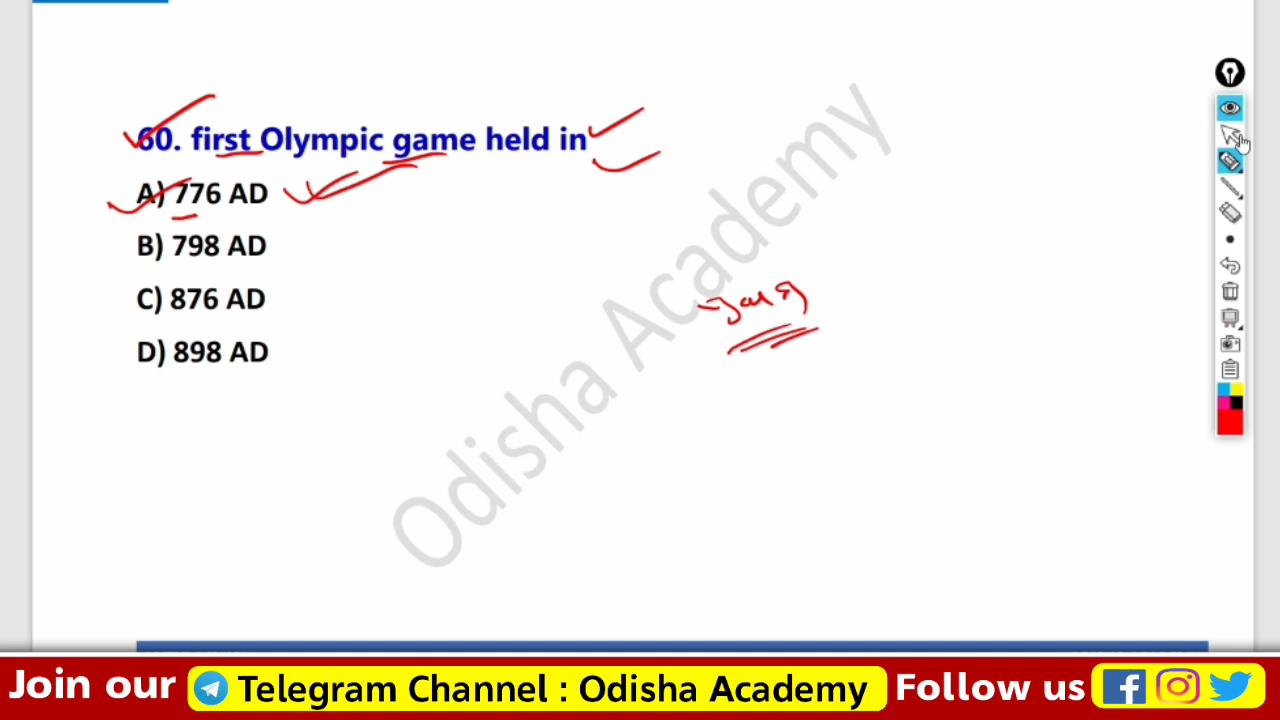 60. first Olympic game held in
A) 776 AD
B) 798 AD
C) 876 AD
D) 898 AD
Odisha Academy
Join our Telegram Channel : Odisha Academy Follow us